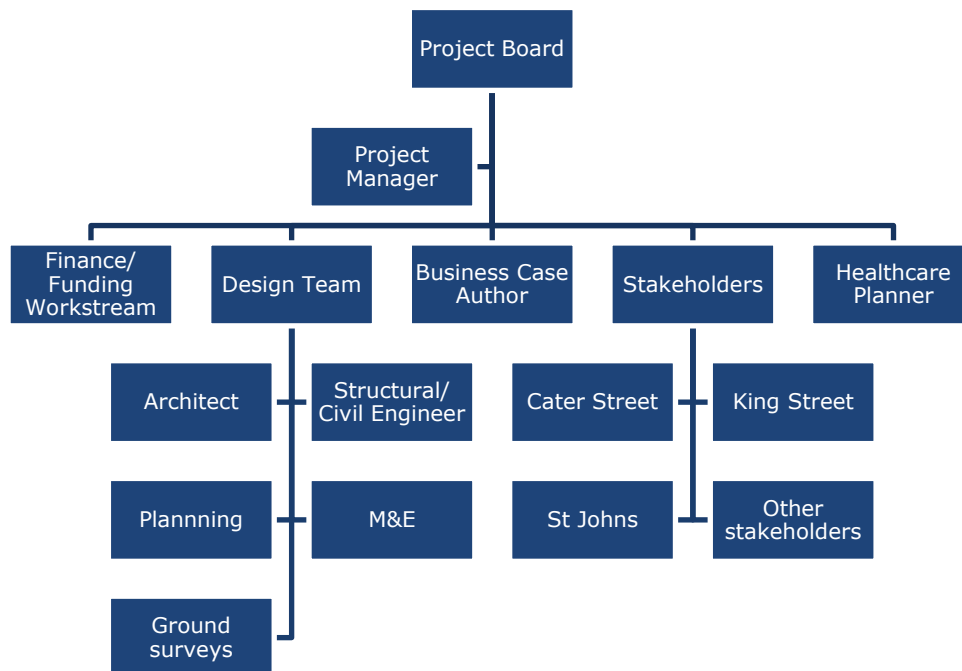 Project Board
Project
Manager
Finance/
Funding
Workstream
Design Team
Business Case
Author
Stakeholders
Healthcare
Planner
Architect
Structural/
Civil Engineer
Cater Street
King Street
Plannning
M&E
St Johns
Other
stakeholders
Ground
surveys